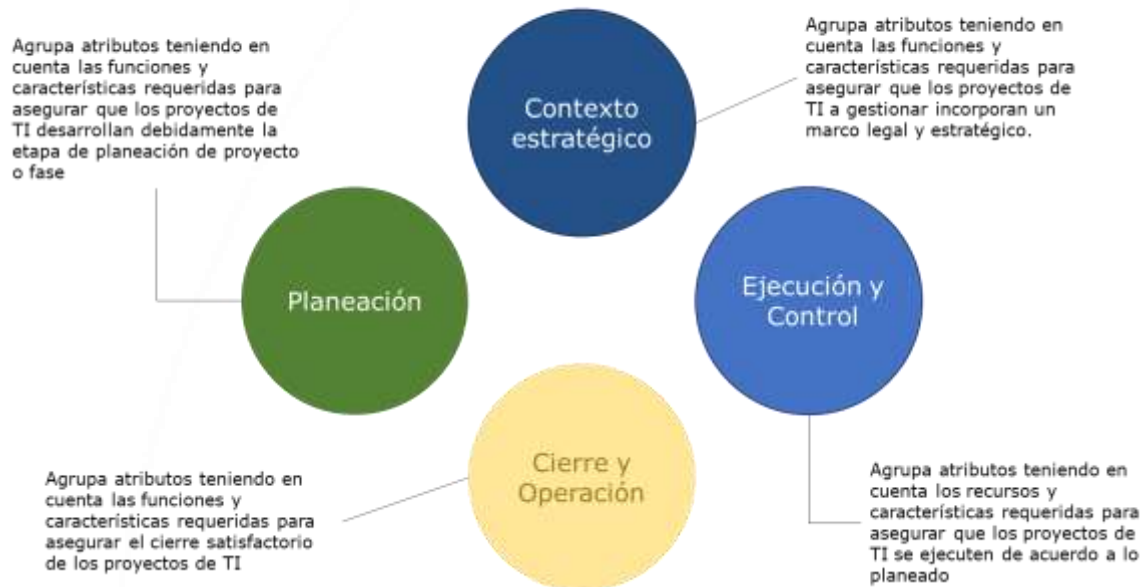 Agrupa atributos teniendo en
cuenta las funciones y
características requeridas para
asegurar que los proyectos de
TI desarrollan debidamente la
etapa de planeación de proyecto
o fase
Contexto
estratégico
Agrupa atributos teniendo en
cuenta las funciones y
características requeridas para
asegurar que los proyectos de
TI a gestionar incorporan un
marco legal y estratégico.
Planeación
Ejecución y
Control
Cierre y
Operación
Agrupa atributos teniendo en
cuenta las funciones y
características requeridas para
asegurar el cierre satisfactorio
de los proyectos de TI
Agrupa atributos teniendo en
cuenta los recursos y
características requeridas para
asegurar que los proyectos de
TI se ejecuten de acuerdo a lo
planeado